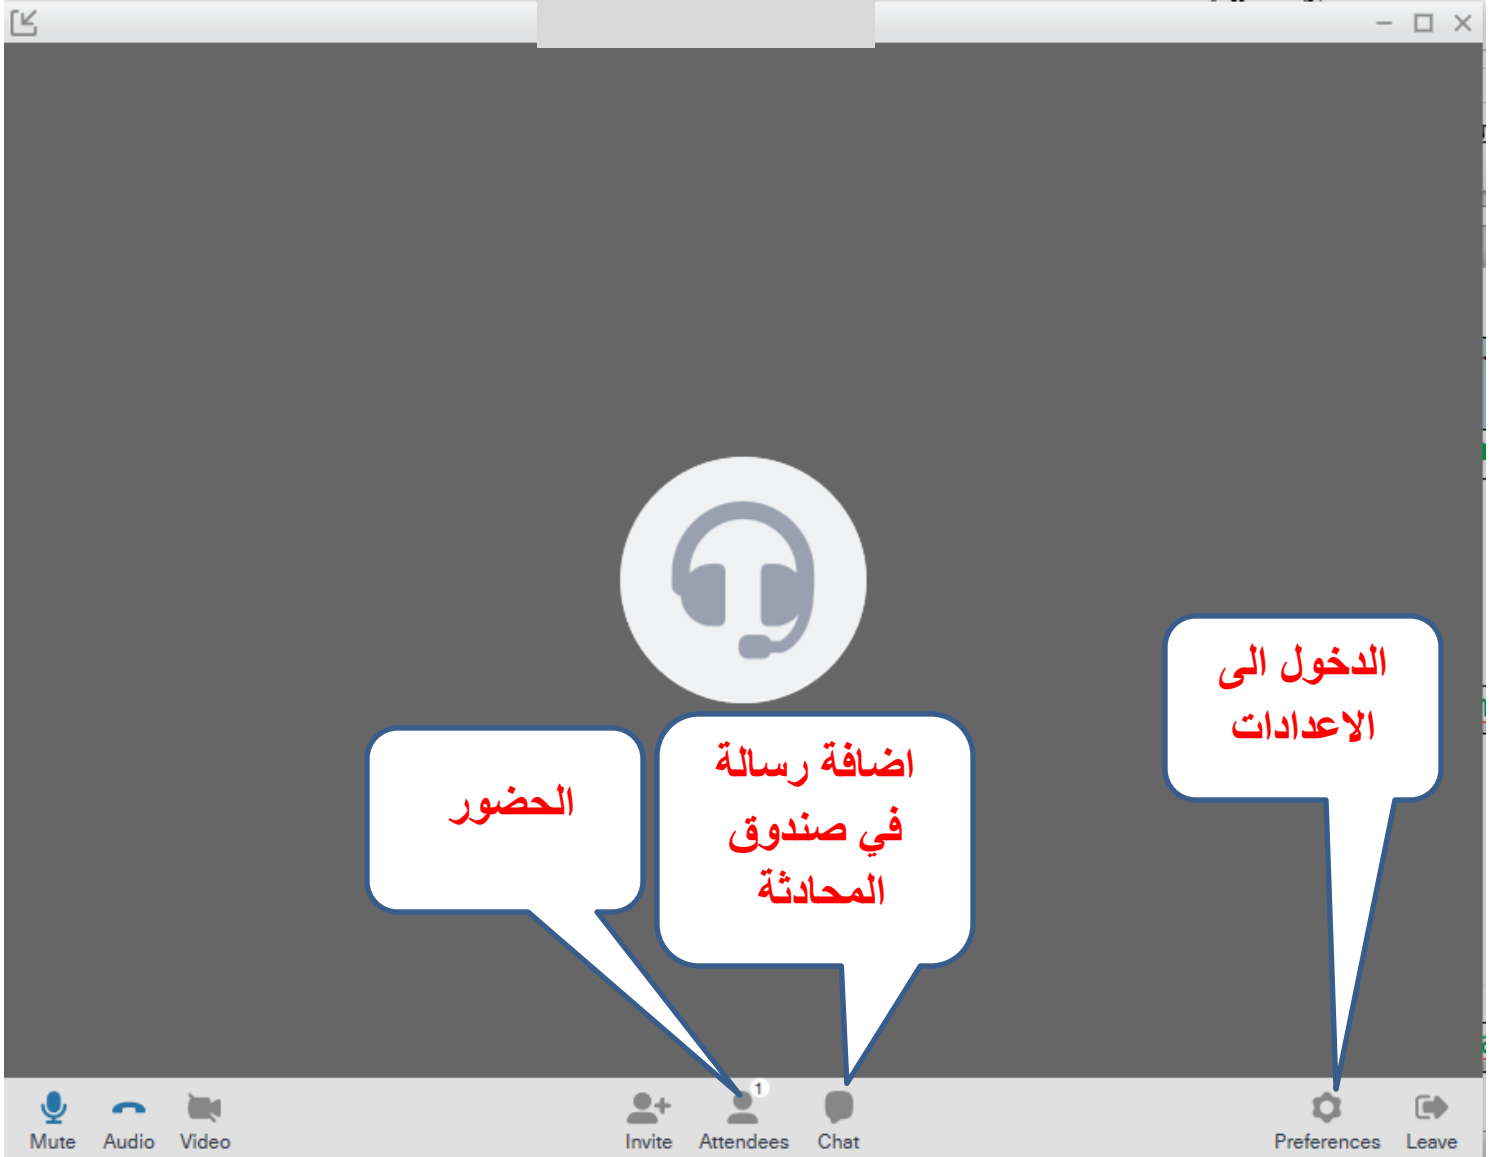 الدخول الى
الاعدادات
اضافة رسالة
في صندوق
المحادثة
الحضور
1
Mute Audio Video Invite Attendees Chat Preferences Leave